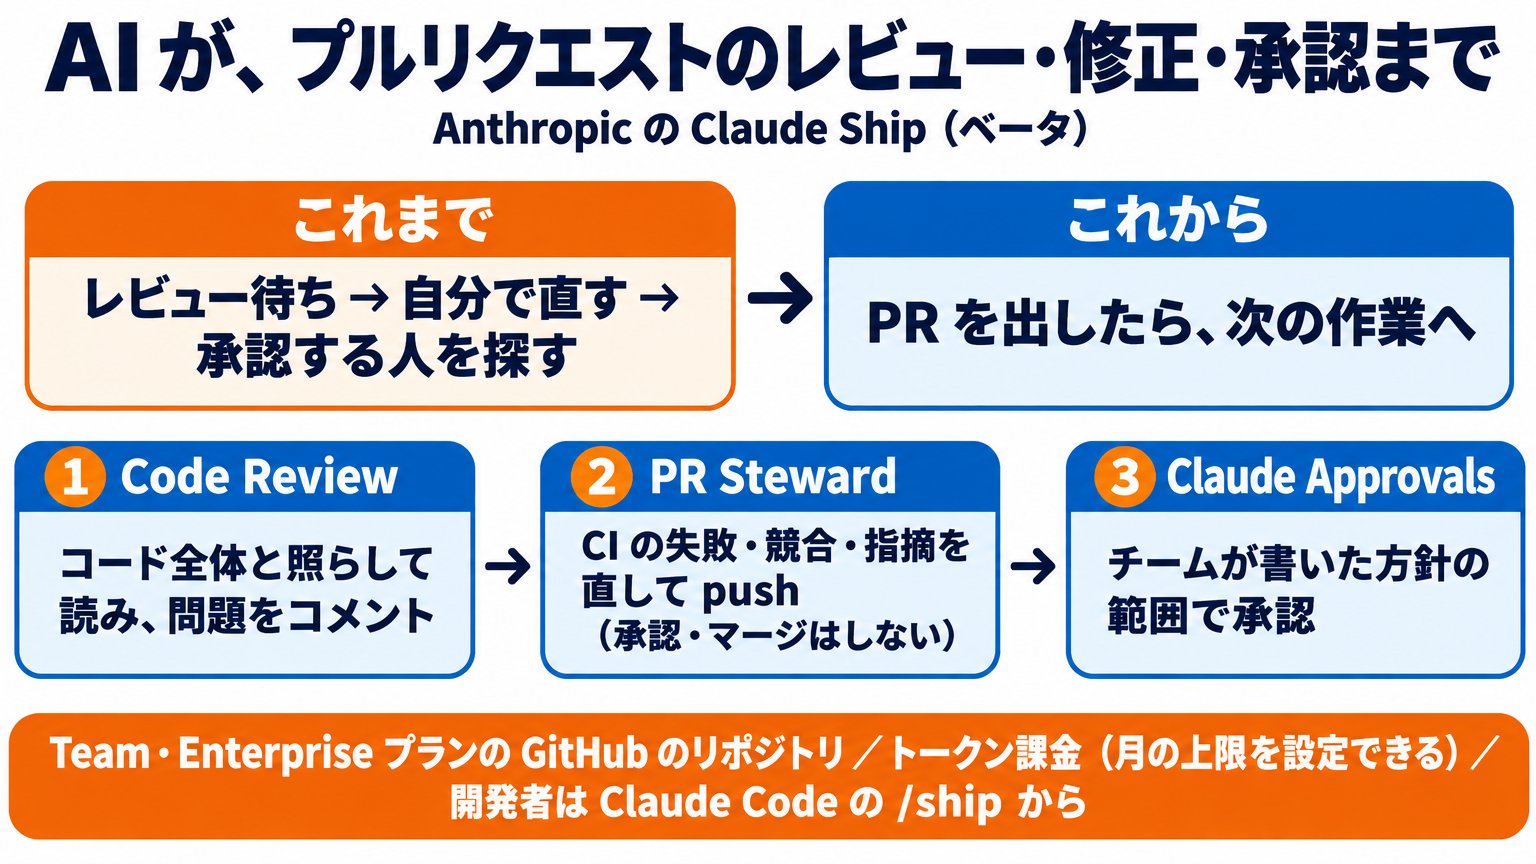 AI が、プルリクエストのレビュー・修正・承認まで
Anthropic の Claude Ship（ベータ）
これまで
レビュー待ち → 自分で直す →
承認する人を探す
→
これから
PR を出したら、次の作業へ
1 Code Review
コード全体と照らして
読み、問題をコメント
→
2 PR Steward
CI の失敗・競合・指摘を
直して push
（承認・マージはしない）
→
3 Claude Approvals
チームが書いた方針の
範囲で承認
Team・Enterprise プランの GitHub のリポジトリ／トークン課金（月の上限を設定できる）／
開発者は Claude Code の /ship から